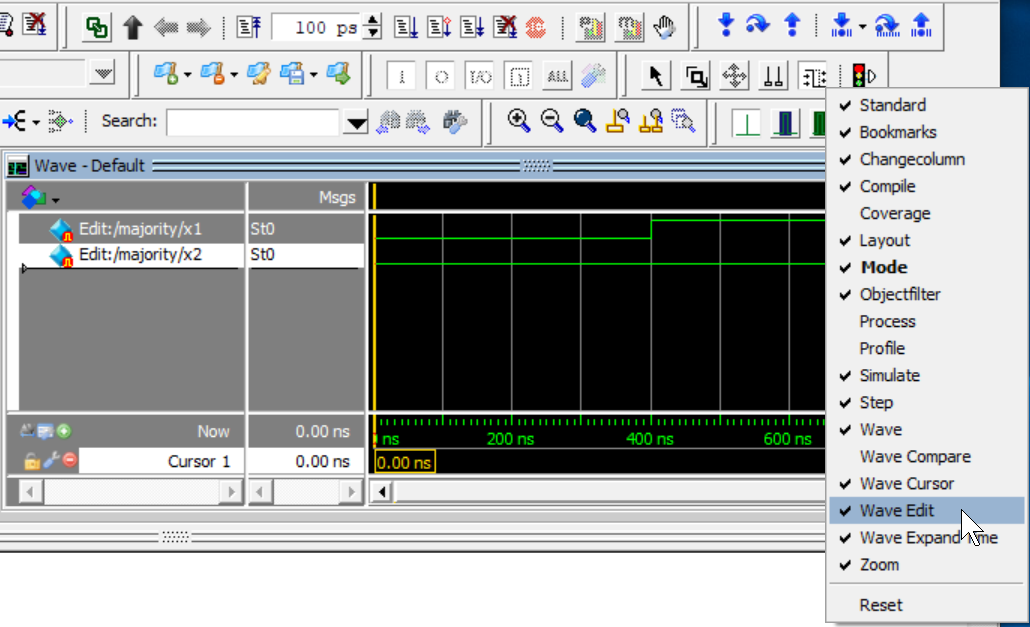 100 ps
I/O
ALL
Search:
Wave - Default
Msgs
Edit:/majority/x1 St0
Edit:/majority/x2 St0
Now 0.00 ns
ns 200 ns 400 ns 600 ns
Cursor 1 0.00 ns
0.00 ns
Standard
Bookmarks
Changecolumn
Compile
Coverage
Layout
Mode
Objectfilter
Process
Profile
Simulate
Step
Wave
Wave Compare
Wave Cursor
Wave Edit
Wave Expand
Zoom
Reset